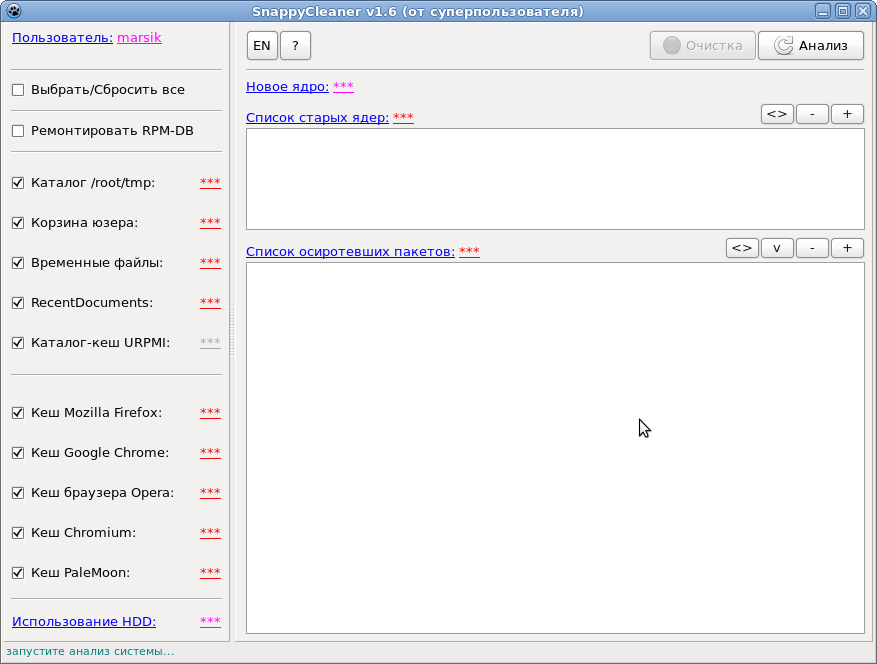 SnappyCleaner v1.6 (от суперпользователя)
Пользователь: marsik
Выбрать/Сбросить все
Ремонтировать RPM-DB
Каталог /root/tmp: ***
Корзина юзера: ***
Временные файлы: ***
RecentDocuments: ***
Каталог-кеш URPMI: ***
Кеш Mozilla Firefox: ***
Кеш Google Chrome: ***
Кеш браузера Opera: ***
Кеш Chromium: ***
Кеш PaleMoon: ***
Использование HDD: ***
EN ? Очистка Анализ
Новое ядро: ***
Список старых ядер: *** <> - +
Список осиротевших пакетов: *** <> v - +
запустите анализ системы...